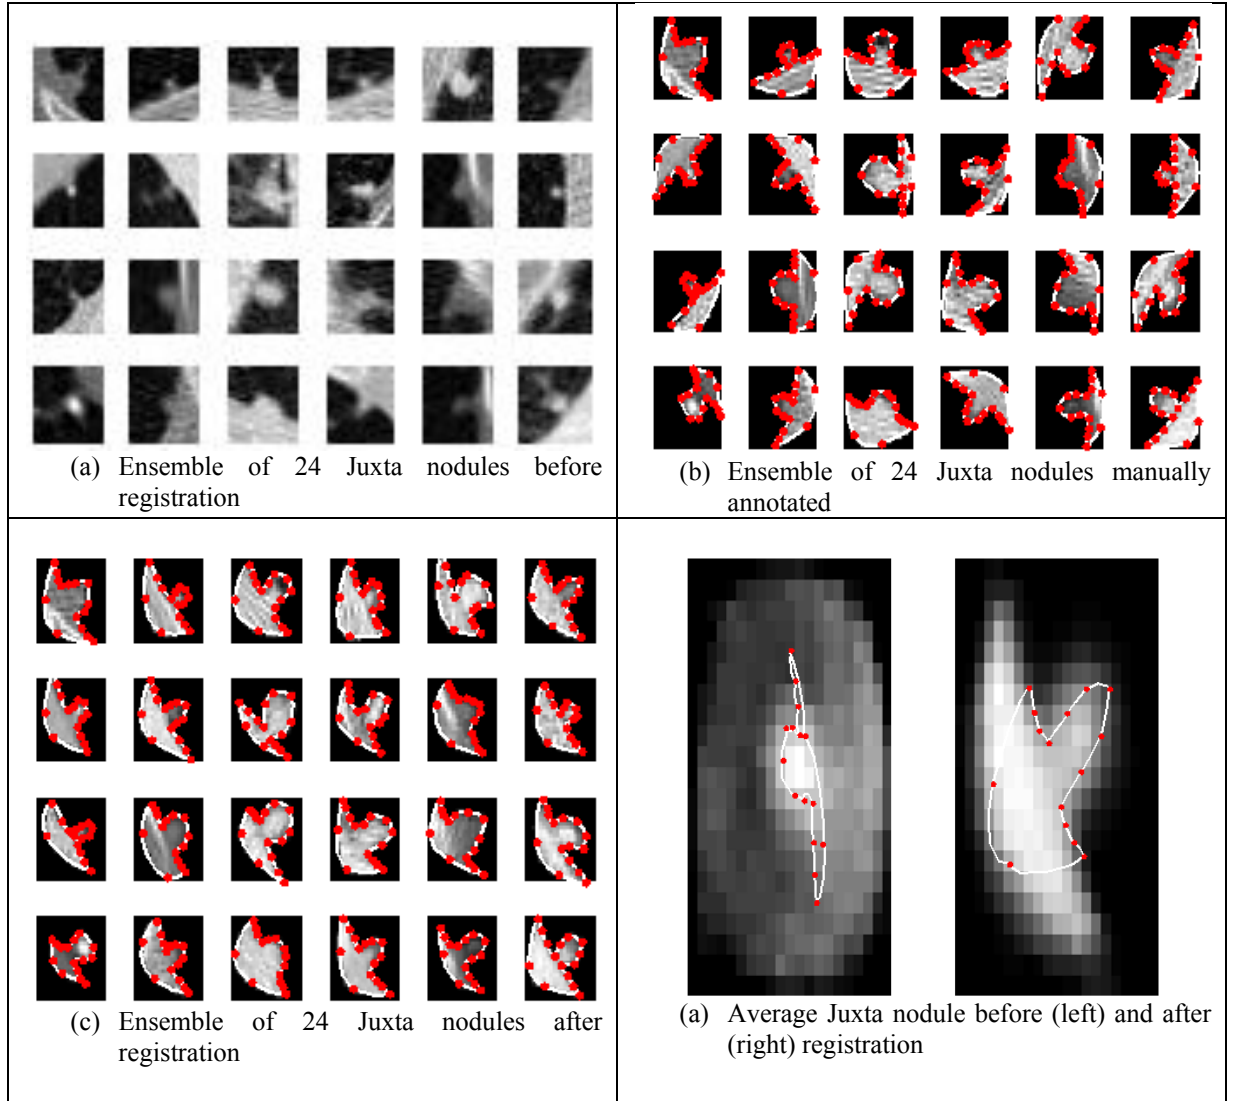 (a) Ensemble of 24 Juxta nodules before
registration
(b) Ensemble of 24 Juxta nodules manually
annotated
(c) Ensemble of 24 Juxta nodules after
registration
(a) Average Juxta nodule before (left) and after
(right) registration